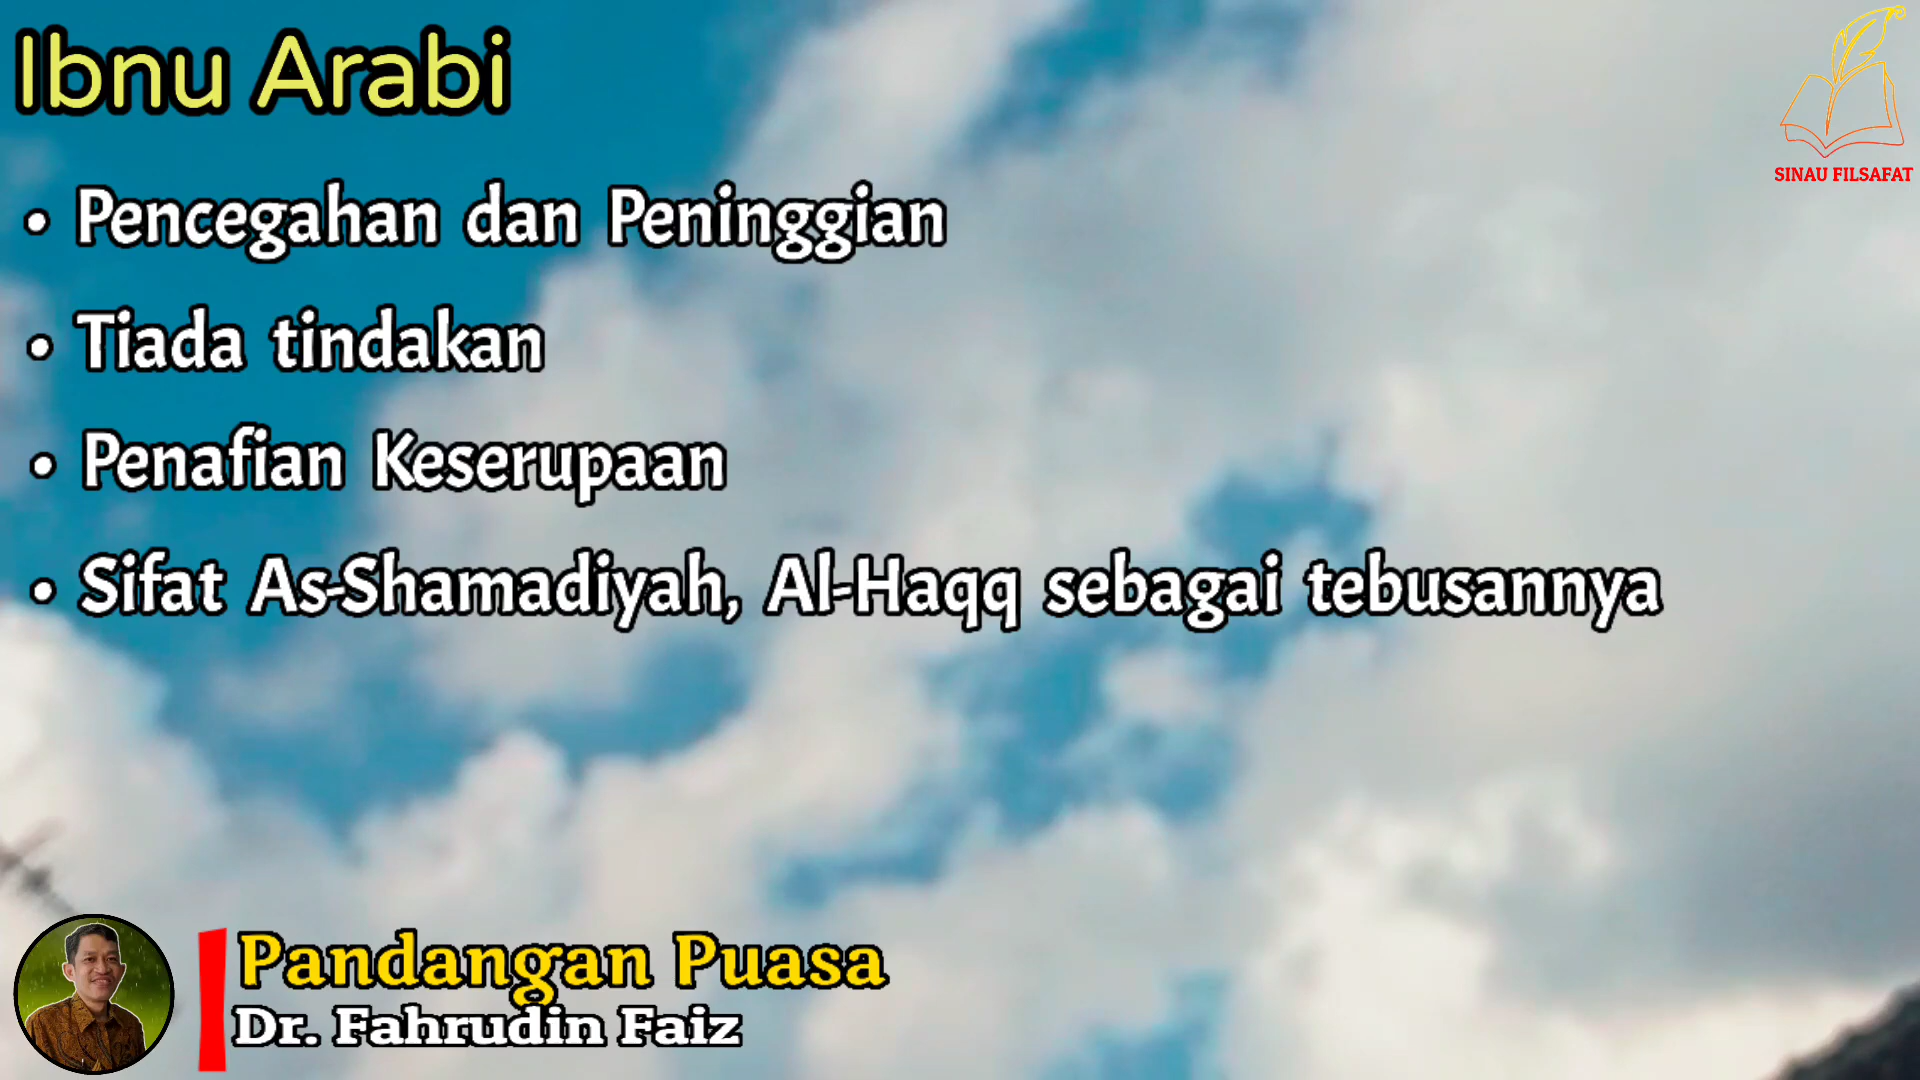 Ibnu Arabi
SINAU FILSAFAT
• Pencegahan dan Peninggian
• Tiada tindakan
• Penafian Keserupaan
• Sifat As-Shamadiyah, Al-Haqq sebagai tebusannya
Pandangan Puasa
Dr. Fahrudin Faiz